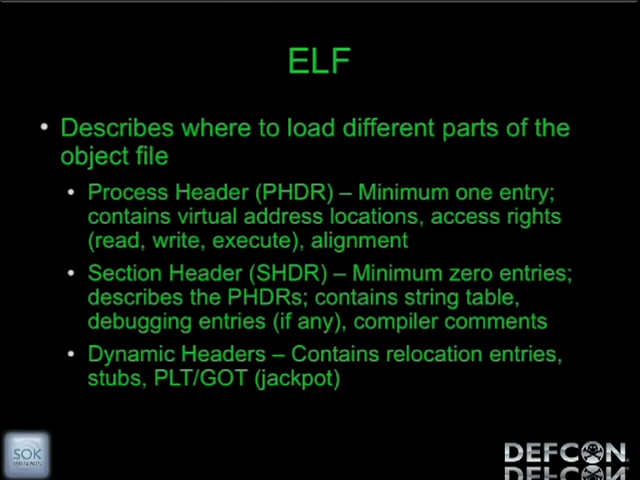 ELF
• Describes where to load different parts of the
object file
• Process Header (PHDR) – Minimum one entry;
contains virtual address locations, access rights
(read, write, execute), alignment
• Section Header (SHDR) – Minimum zero entries;
describes the PHDRs; contains string table,
debugging entries (if any), compiler comments
• Dynamic Headers – Contains relocation entries,
stubs, PLT/GOT (jackpot)
SOK
PRESENTS
DEFCON